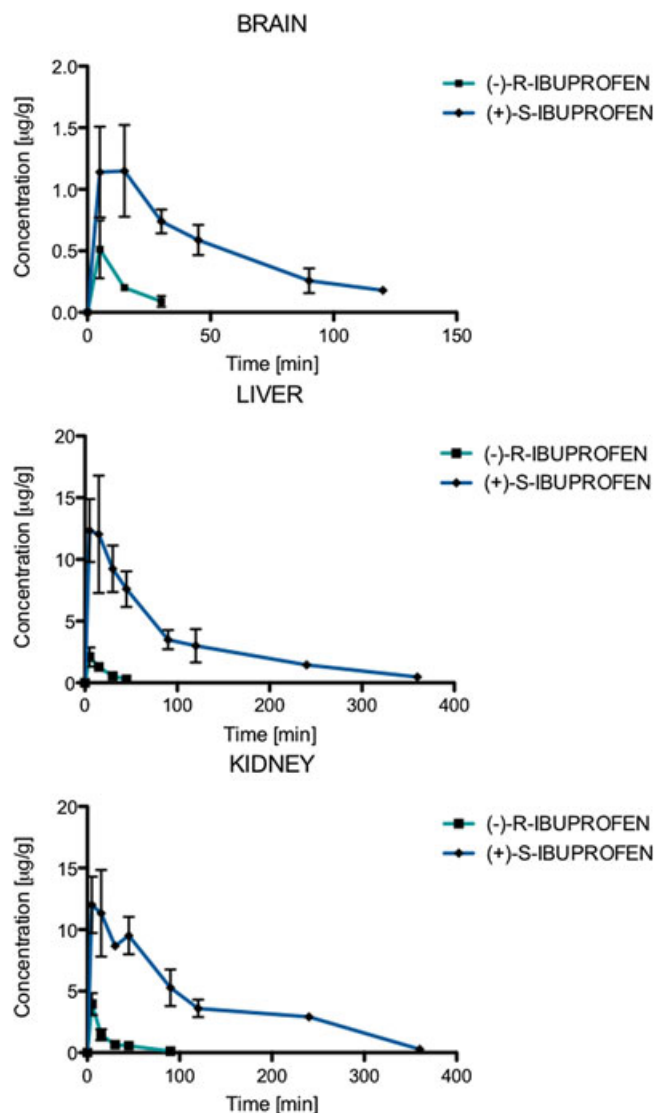 BRAIN
2.0
1.5
1.0
0.5
0.0
Concentration [µg/g]
0 50 100 150
Time [min]
(-)-R-IBUPROFEN
(+)-S-IBUPROFEN
LIVER
20
15
10
5
0
Concentration [µg/g]
0 100 200 300 400
Time [min]
(-)-R-IBUPROFEN
(+)-S-IBUPROFEN
KIDNEY
20
15
10
5
0
Concentration [µg/g]
0 100 200 300 400
Time [min]
(-)-R-IBUPROFEN
(+)-S-IBUPROFEN